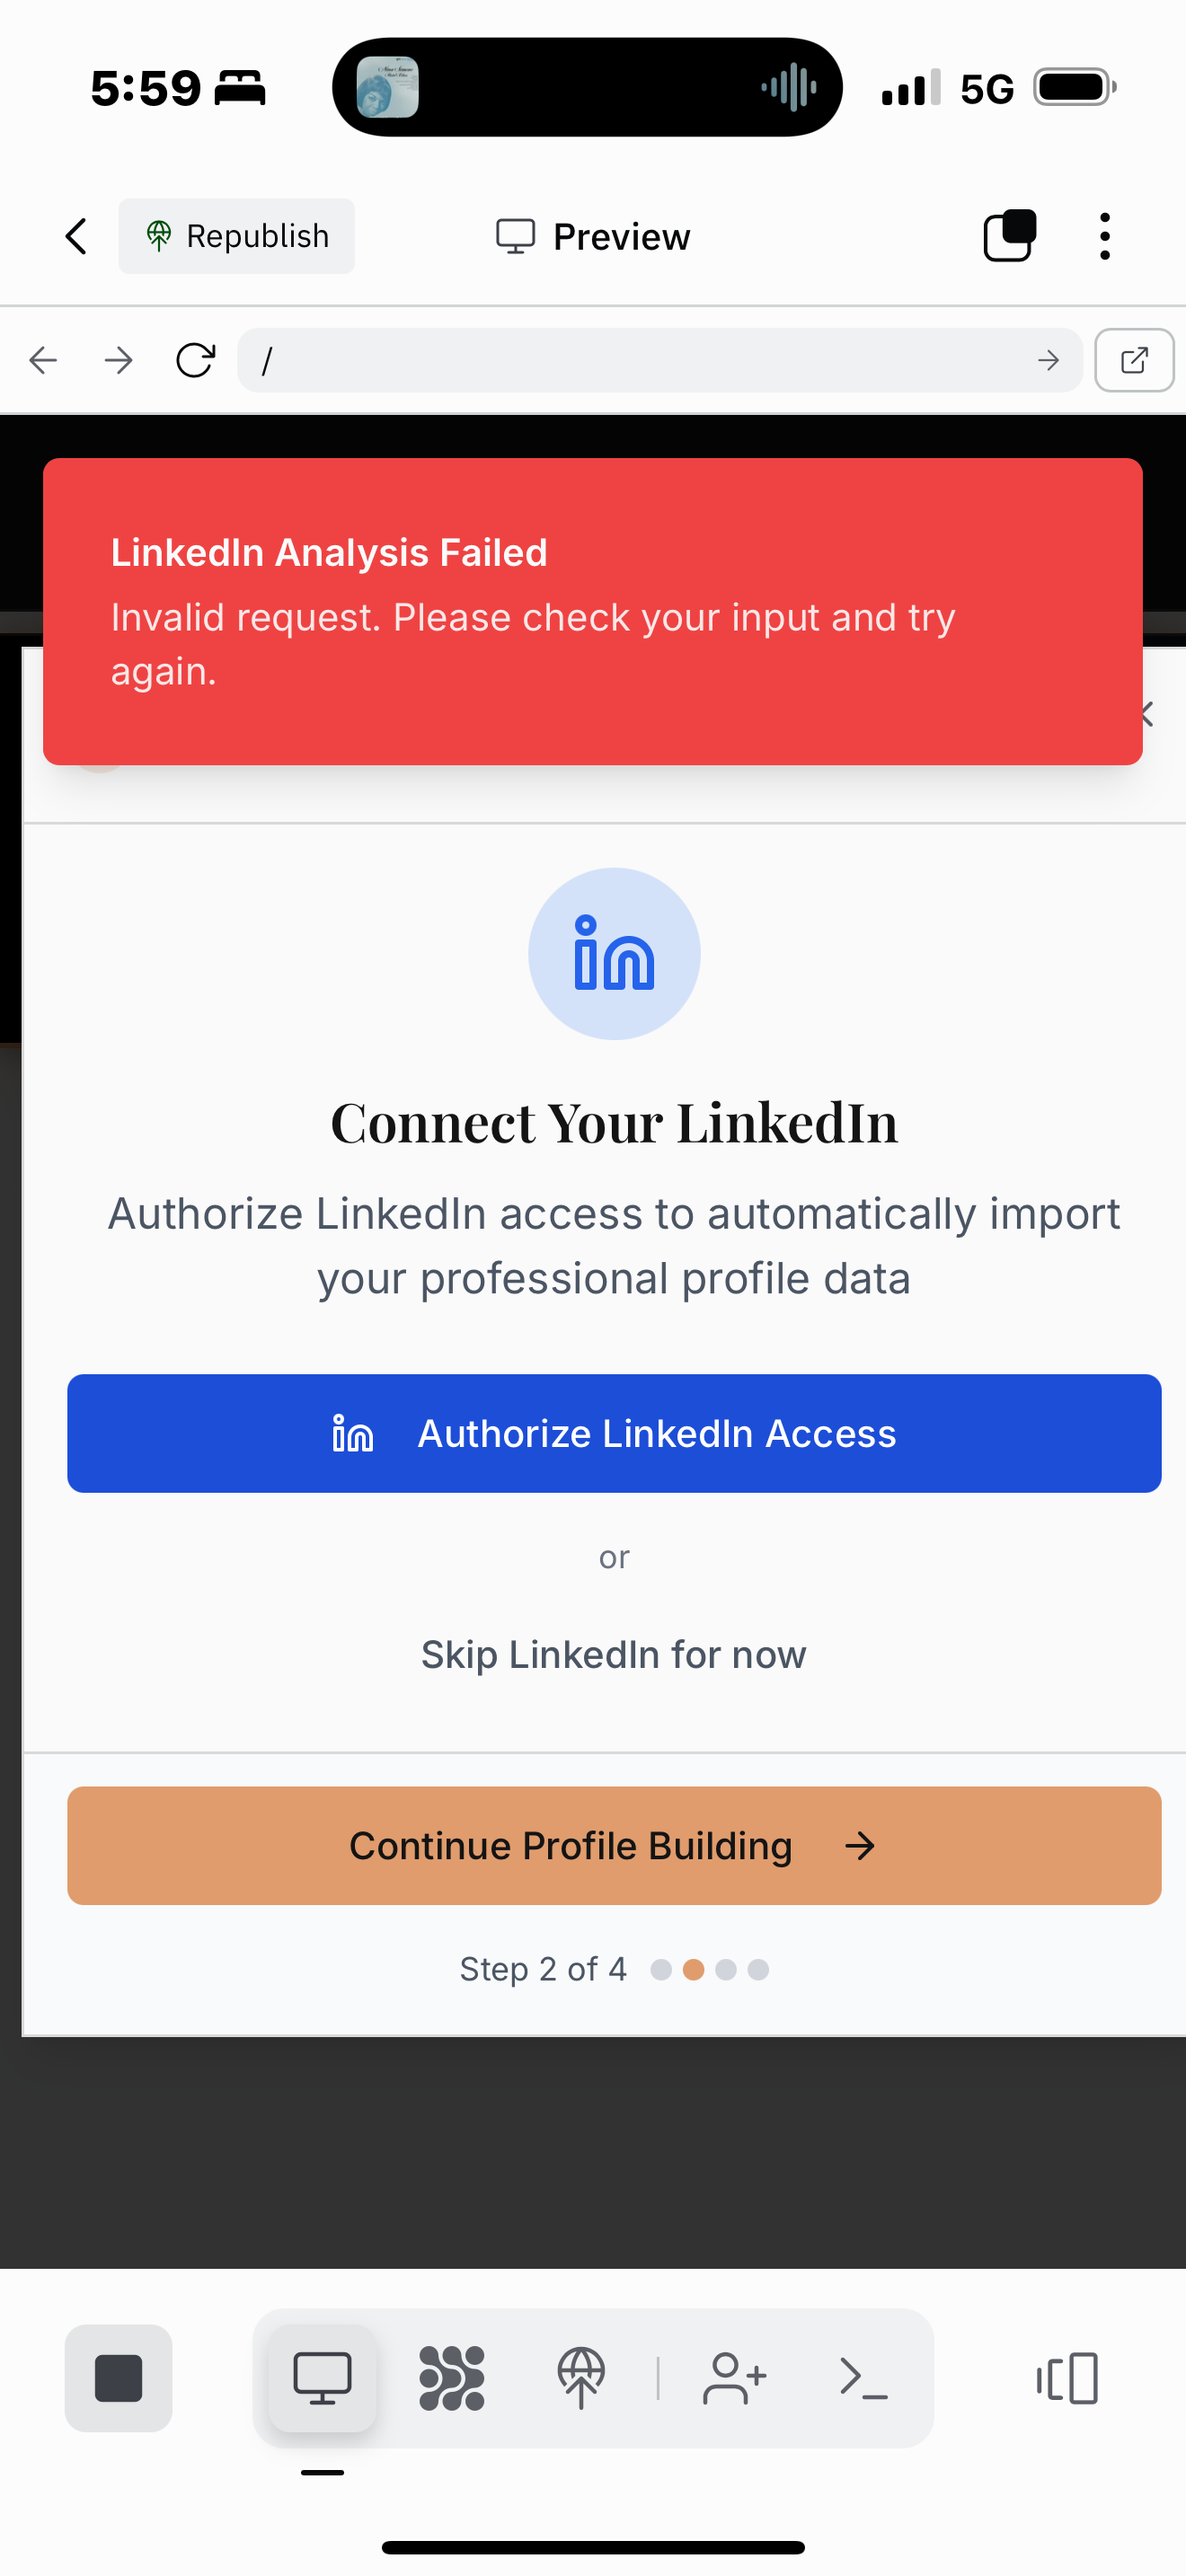 5:59
5G
Republish
Preview
/
LinkedIn Analysis Failed
Invalid request. Please check your input and try
again.
in
Connect Your LinkedIn
Authorize LinkedIn access to automatically import
your professional profile data
in Authorize LinkedIn Access
or
Skip LinkedIn for now
Continue Profile Building
Step 2 of 4